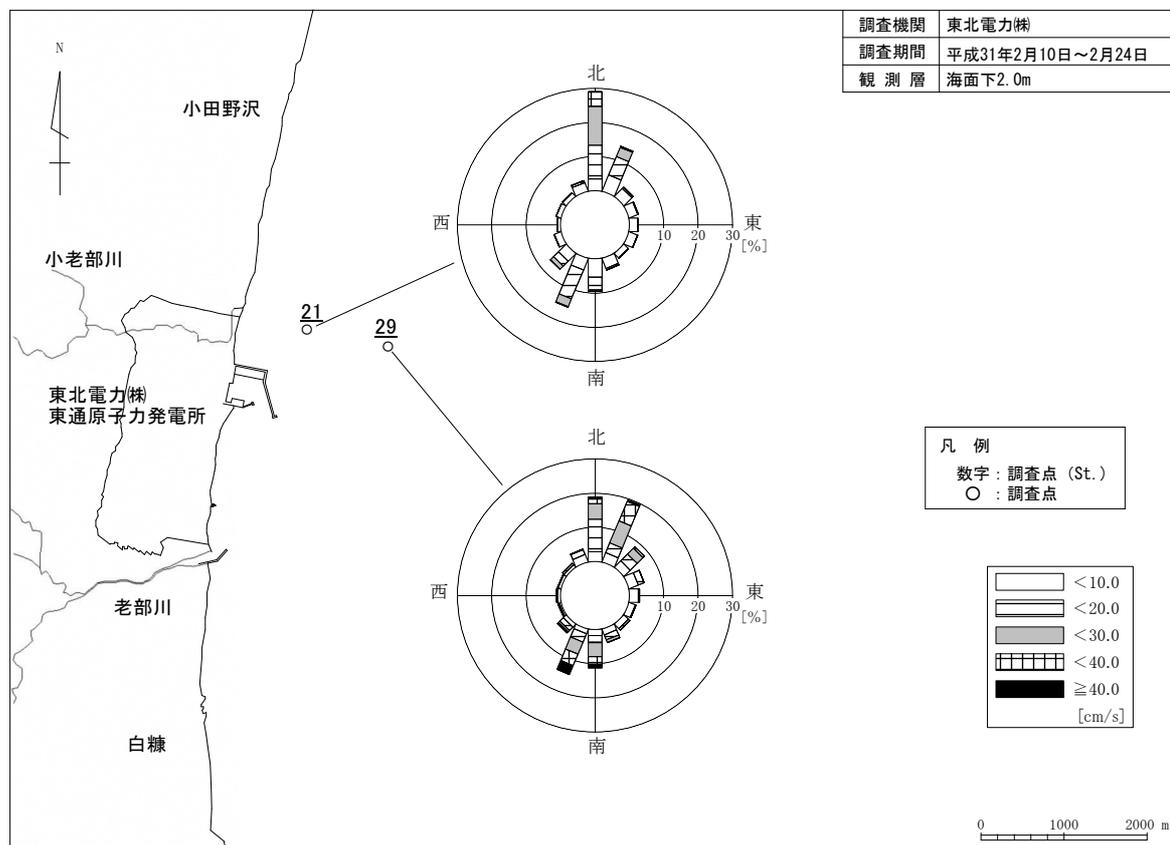 調査機関 東北電力㈱
調査期間 平成31年2月10日～2月24日
観測層 海面下2.0m
N
小田野沢
北
西
東
10 20 30
[%]
南
小老部川
21
29
東北電力㈱
東通原子力発電所
北
西
東
10 20 30
[%]
南
老部川
白糠
凡 例
数字：調査点（St.）
○ ：調査点
＜10.0
＜20.0
＜30.0
＜40.0
≧40.0
[cm/s]
0 1000 2000 m